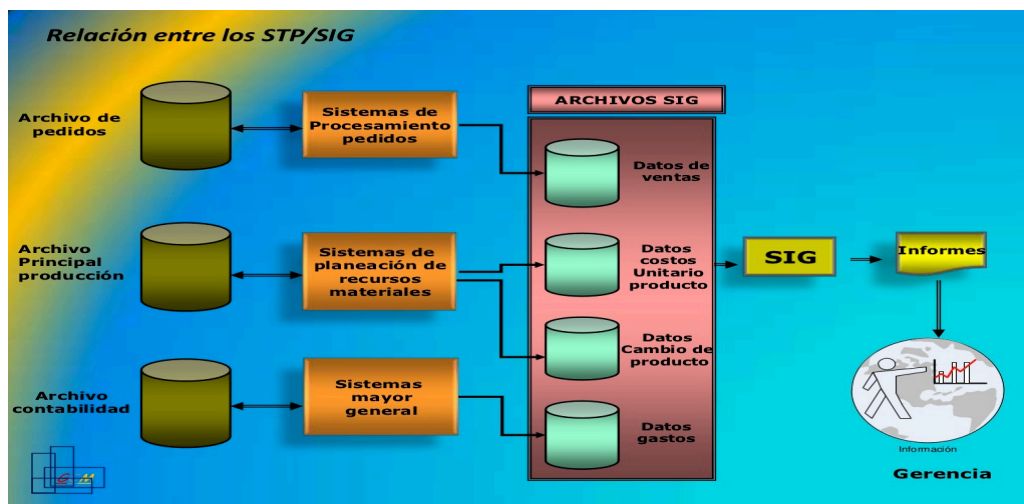 Relación entre los STP/SIG
Archivo de
pedidos
Sistemas de
Procesamiento
pedidos
ARCHIVOS SIG
Datos de
ventas
Archivo
Principal
producción
Sistemas de
planeación de
recursos
materiales
Datos
costos
Unitario
producto
SIG
Informes
Datos
Cambio de
producto
Archivo
contabilidad
Sistemas
mayor
general
Datos
gastos
Información
Gerencia